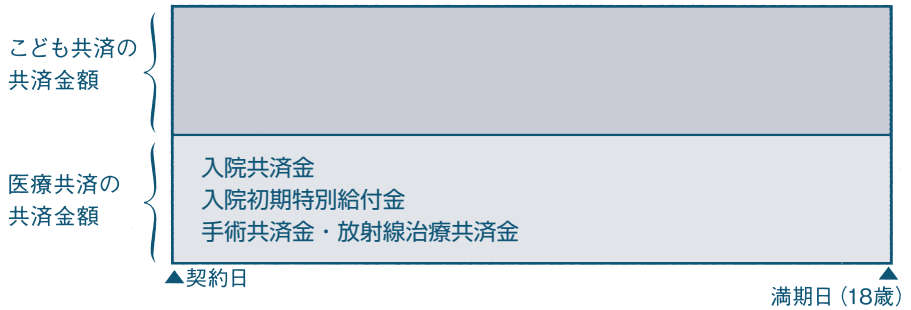 こども共済の
共済金額
医療共済の
共済金額
入院共済金
入院初期特別給付金
手術共済金・放射線治療共済金
▲契約日
▲
満期日(18歳)